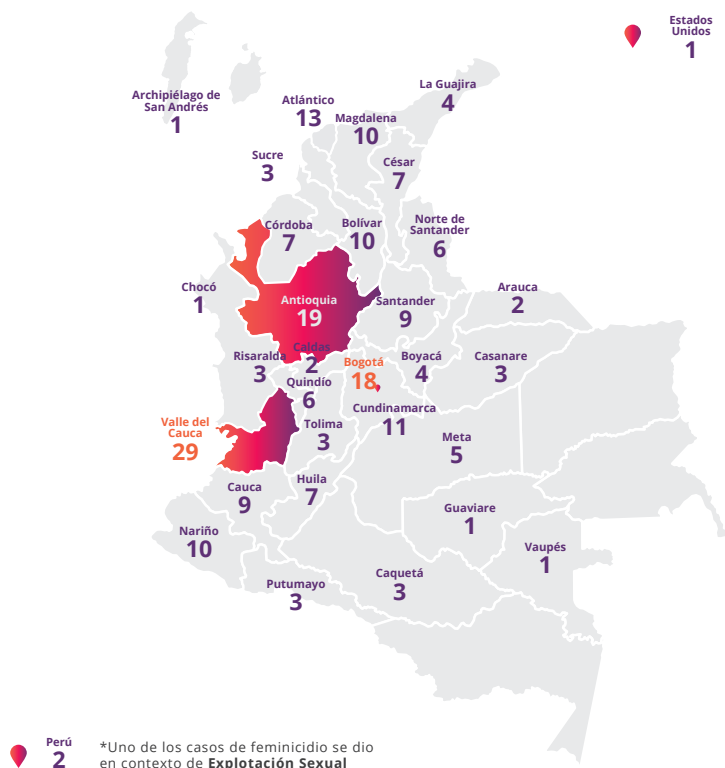 Estados
Unidos
1
La Guajira
4
Archipiélago de
San Andrés
1
Atlántico
13
Magdalena
10
Sucre
3
César
7
Córdoba
7
Bolívar
10
Norte de
Santander
6
Chocó
1
Antioquia
19
Santander
9
Arauca
2
Caldas
2
Risaralda
3
Bogotá
18
Boyacá
4
Casanare
3
Quindío
6
Cundinamarca
11
Valle del
Cauca
29
Tolima
3
Meta
5
Cauca
9
Huila
7
Guaviare
1
Nariño
10
Vaupés
1
Putumayo
3
Caquetá
3
Perú
2
*Uno de los casos de feminicidio se dio
en contexto de Explotación Sexual